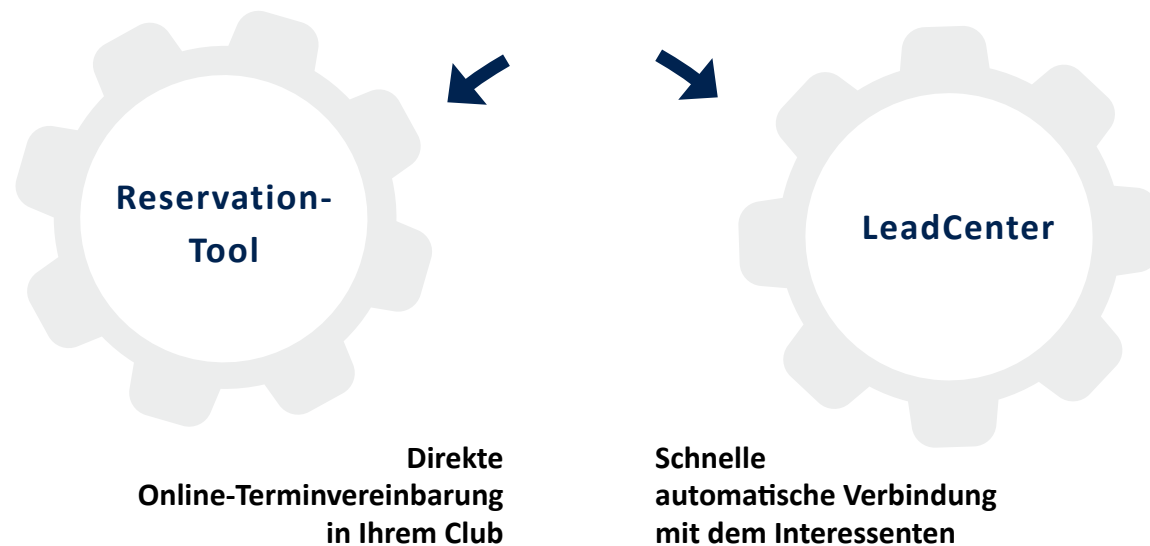 Reservation-
Tool
LeadCenter
Direkte
Online-Terminvereinbarung
in Ihrem Club
Schnelle
automatische Verbindung
mit dem Interessenten